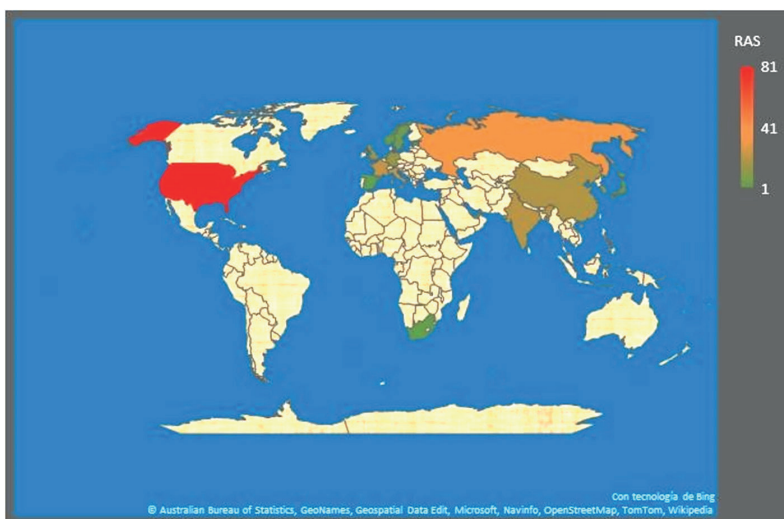 RAS
81
41
1
Con tecnología de Bing
© Australian Bureau of Statistics, GeoNames, Geospatial Data Edit, Microsoft, Navinfo, OpenStreetMap, TomTom, Wikipedia